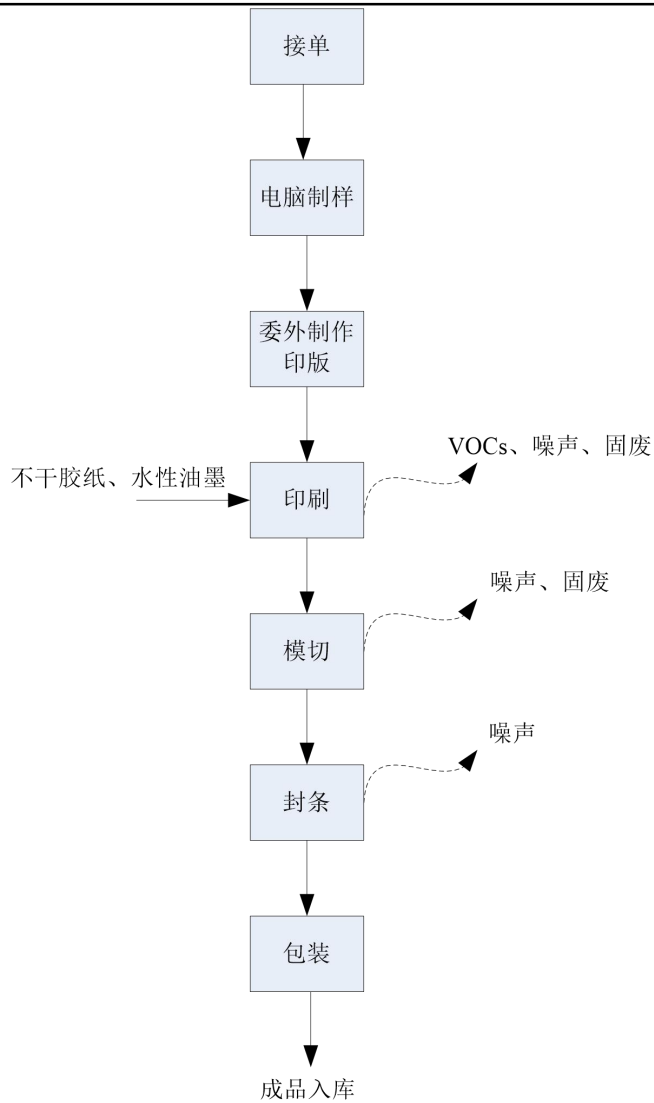 接单
电脑制样
委外制作
印版
VOCs、噪声、固废
不干胶纸、水性油墨
印刷
噪声、固废
模切
噪声
封条
包装
成品入库